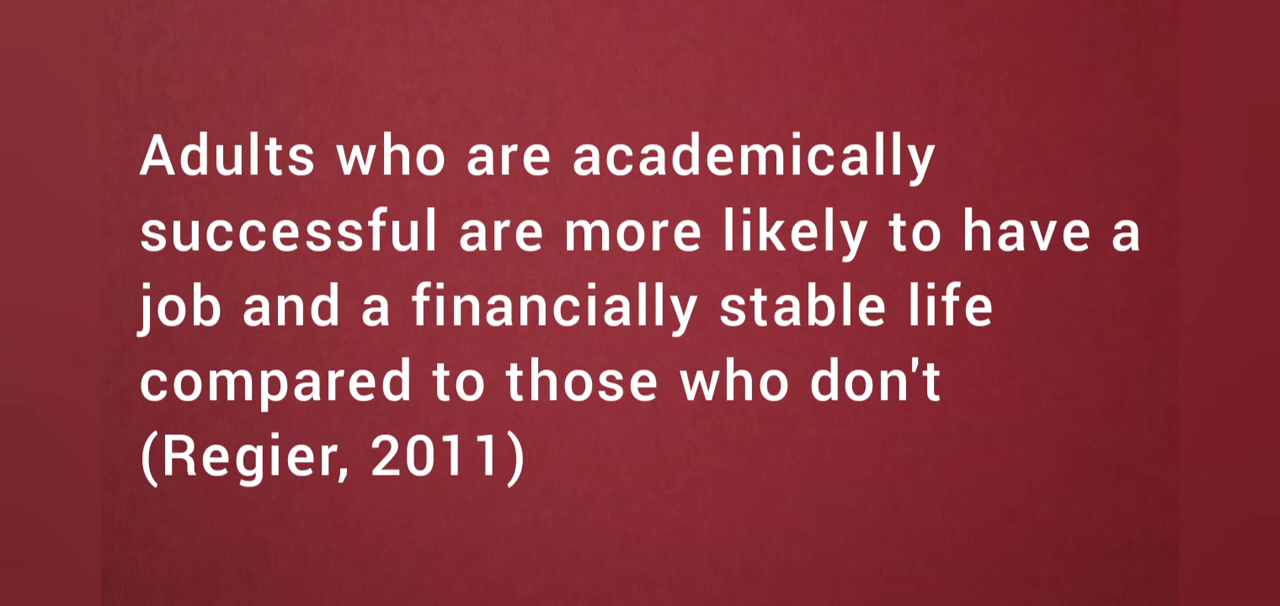 Adults who are academically
successful are more likely to have a
job and a financially stable life
compared to those who don't
(Regier, 2011)